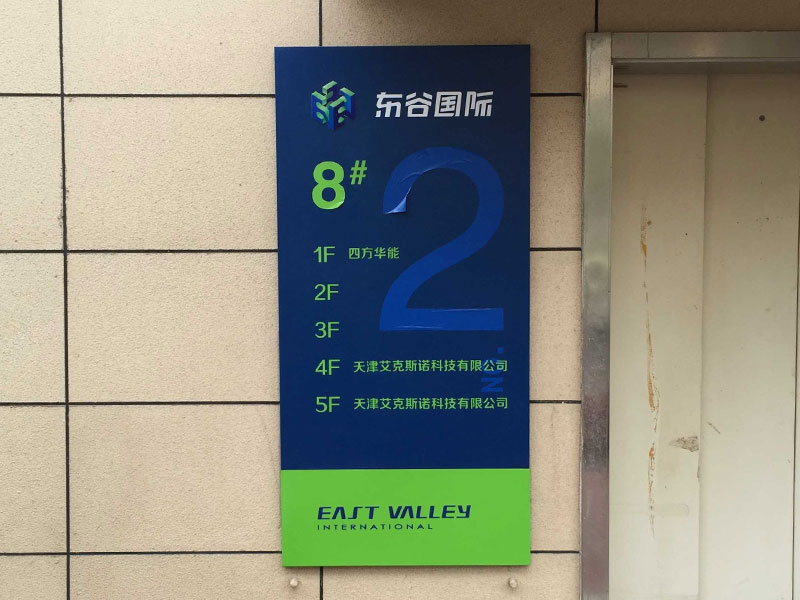 东谷国际
8#
2
1F 四方华能
2F
3F
4F 天津艾克斯诺科技有限公司
5F 天津艾克斯诺科技有限公司
NO.
EAST VALLEY
INTERNATIONAL